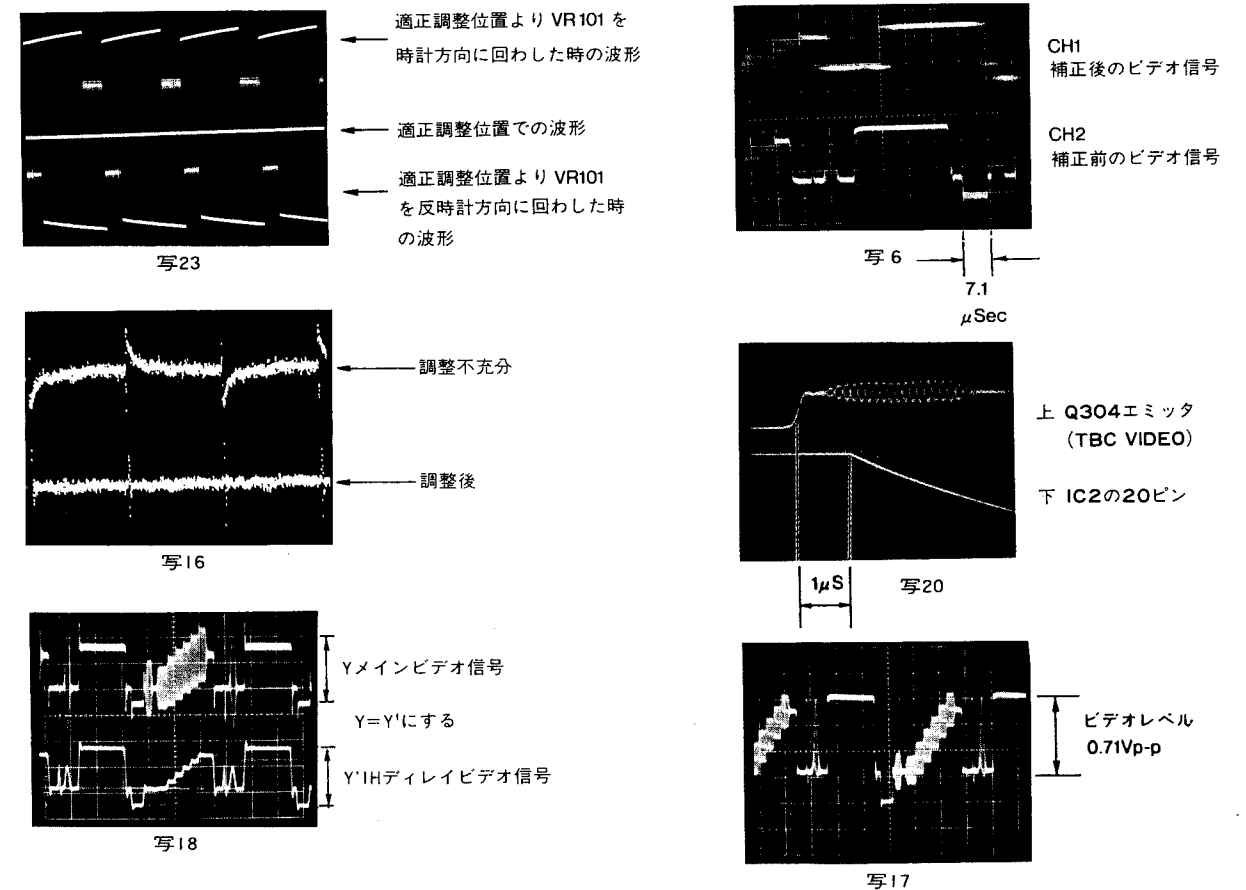 適正調整位置より VR101 を
時計方向に回わした時の波形
適正調整位置での波形
適正調整位置より VR101
を反時計方向に回わした時
の波形
写23
調整不充分
調整後
写16
Yメインビデオ信号
Y=Y'にする
Y'1Hディレイビデオ信号
写18
CH1
補正後のビデオ信号
CH2
補正前のビデオ信号
写6
7.1
μSec
上 Q304エミッタ
(TBC VIDEO)
下 IC2の20ピン
1μS
写20
ビデオレベル
0.71Vp-p
写17